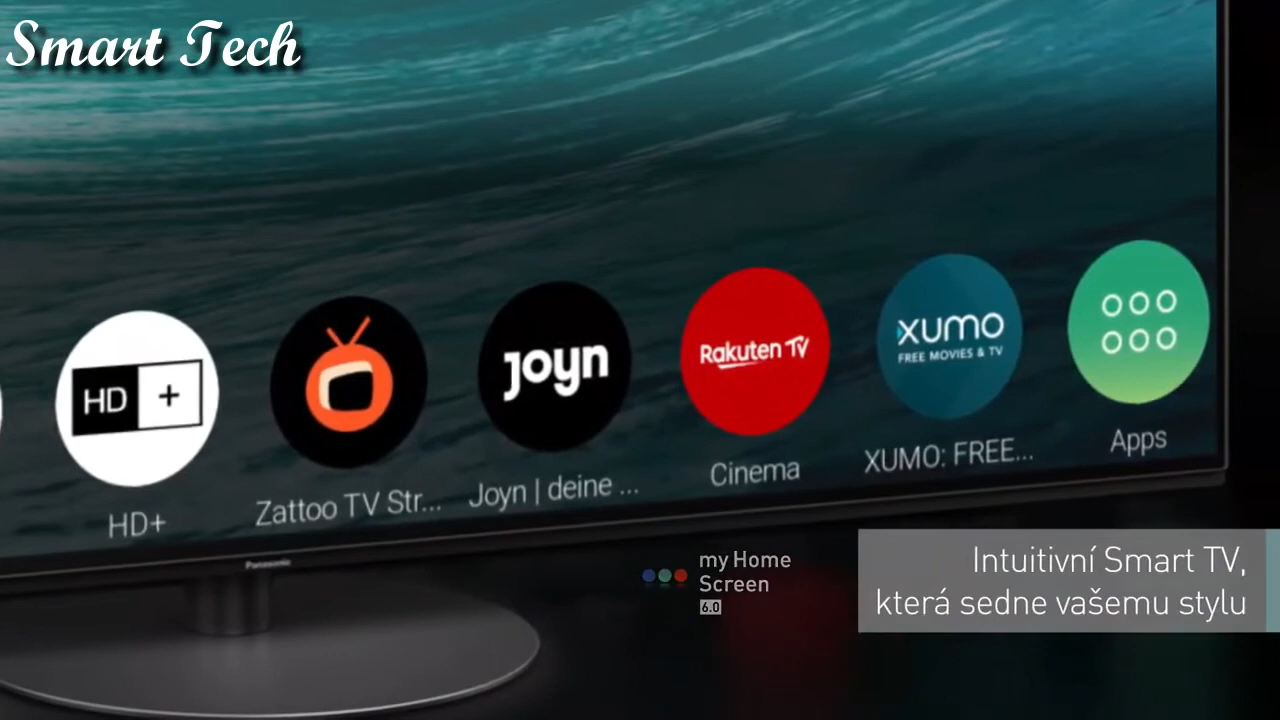 Smart Tech
HD +
HD+
Zattoo TV Str...
Joyn
Joyn | deine ...
Rakuten TV
Cinema
XUMO
FREE MOVIES & TV
XUMO: FREE...
Apps
Panasonic
my Home
Screen
6.0
Intuitivní Smart TV,
která sedne vašemu stylu